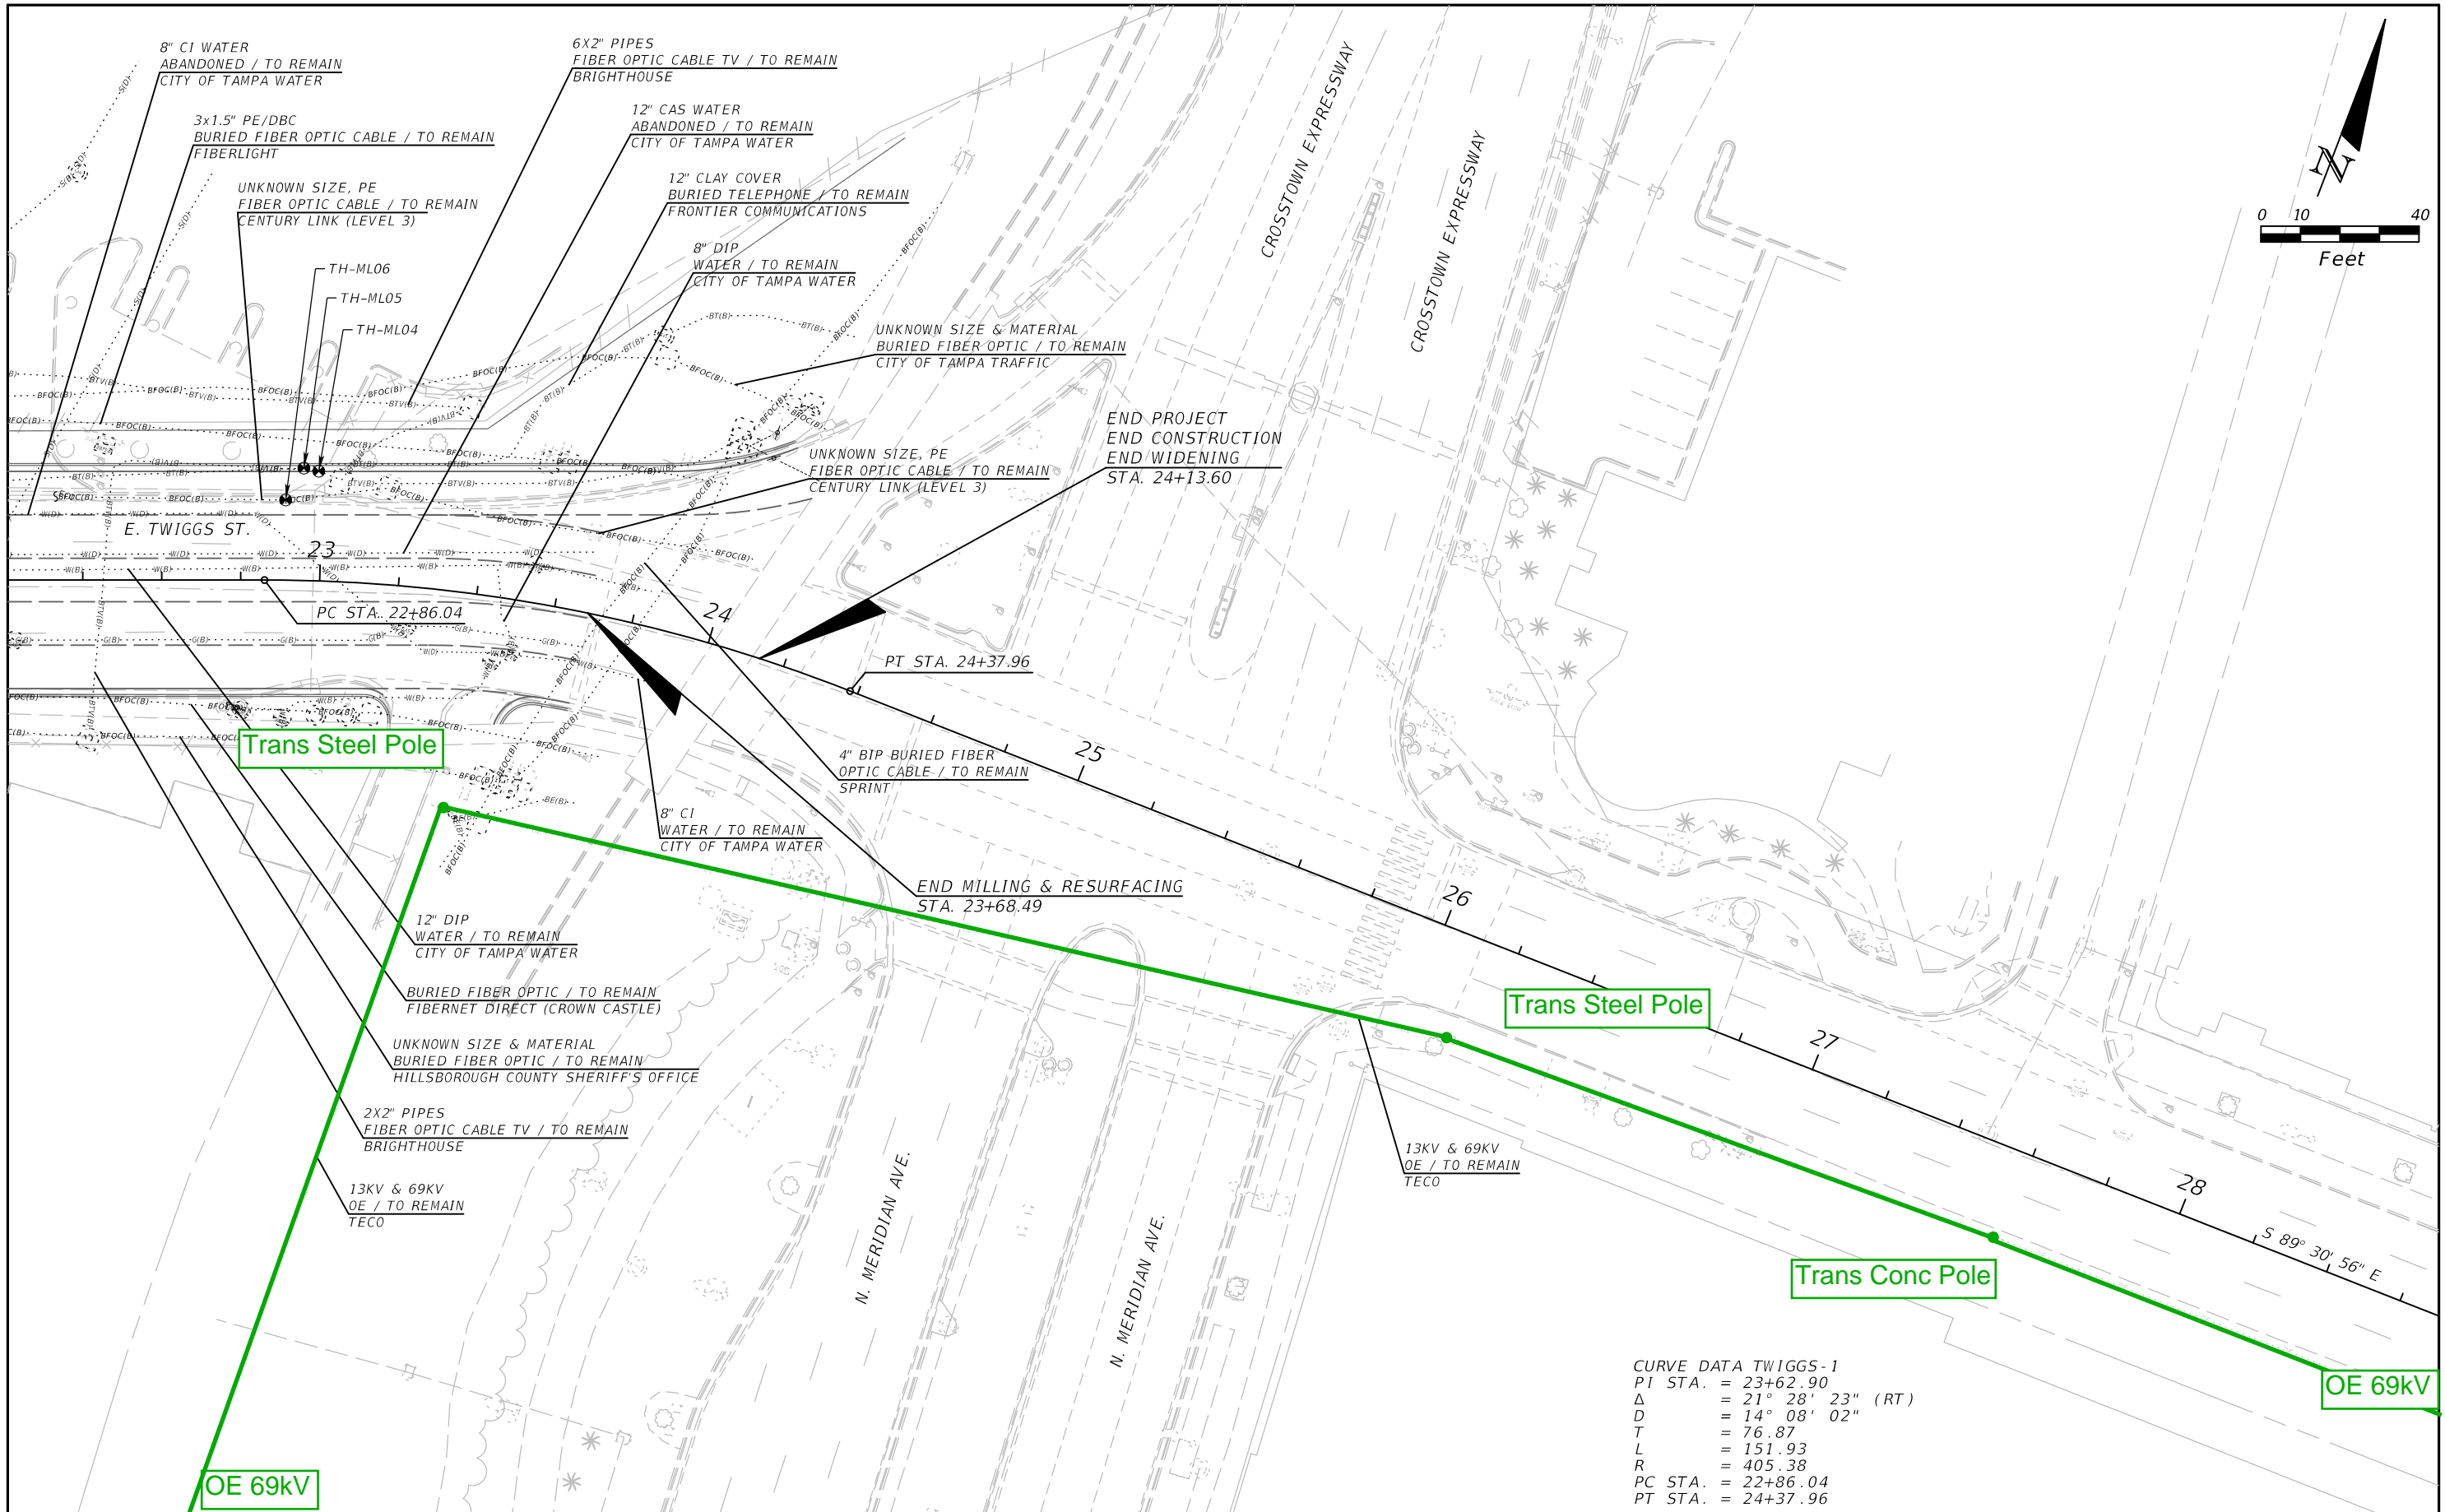 8" CI WATER
ABANDONED / TO REMAIN
CITY OF TAMPA WATER
6X2" PIPES
FIBER OPTIC CABLE TV / TO REMAIN
BRIGHTHOUSE
3x1.5" PE/DBC
BURIED FIBER OPTIC CABLE / TO REMAIN
FIBERLIGHT
12" CAS WATER
ABANDONED / TO REMAIN
CITY OF TAMPA WATER
UNKNOWN SIZE, PE
FIBER OPTIC CABLE / TO REMAIN
CENTURY LINK (LEVEL 3)
12" CLAY COVER
BURIED TELEPHONE / TO REMAIN
FRONTIER COMMUNICATIONS
8" DIP
WATER / TO REMAIN
CITY OF TAMPA WATER
TH-ML06
TH-ML05
TH-ML04
UNKNOWN SIZE & MATERIAL
BURIED FIBER OPTIC / TO REMAIN
CITY OF TAMPA TRAFFIC
CROSSTOWN EXPRESSWAY
CROSSTOWN EXPRESSWAY
N
0 10 40
Feet
END PROJECT
END CONSTRUCTION
END WIDENING
STA. 24+13.60
UNKNOWN SIZE, PE
FIBER OPTIC CABLE / TO REMAIN
CENTURY LINK (LEVEL 3)
E. TWIGGS ST.
23
PC STA. 22+86.04
24
PT STA. 24+37.96
25
26
27
28
S 89° 30' 56" E
Trans Steel Pole
4" BIP BURIED FIBER
OPTIC CABLE / TO REMAIN
SPRINT
8" CI
WATER / TO REMAIN
CITY OF TAMPA WATER
END MILLING & RESURFACING
STA. 23+68.49
12" DIP
WATER / TO REMAIN
CITY OF TAMPA WATER
BURIED FIBER OPTIC / TO REMAIN
FIBERNET DIRECT (CROWN CASTLE)
UNKNOWN SIZE & MATERIAL
BURIED FIBER OPTIC / TO REMAIN
HILLSBOROUGH COUNTY SHERIFF'S OFFICE
2X2" PIPES
FIBER OPTIC CABLE TV / TO REMAIN
BRIGHTHOUSE
13KV & 69KV
OE / TO REMAIN
TECO
Trans Steel Pole
13KV & 69KV
OE / TO REMAIN
TECO
N. MERIDIAN AVE.
N. MERIDIAN AVE.
Trans Conc Pole
OE 69kV
OE 69kV
CURVE DATA TWIGGS-1
PI STA. = 23+62.90
Δ = 21° 28' 23" (RT)
D = 14° 08' 02"
T = 76.87
L = 151.93
R = 405.38
PC STA. = 22+86.04
PT STA. = 24+37.96